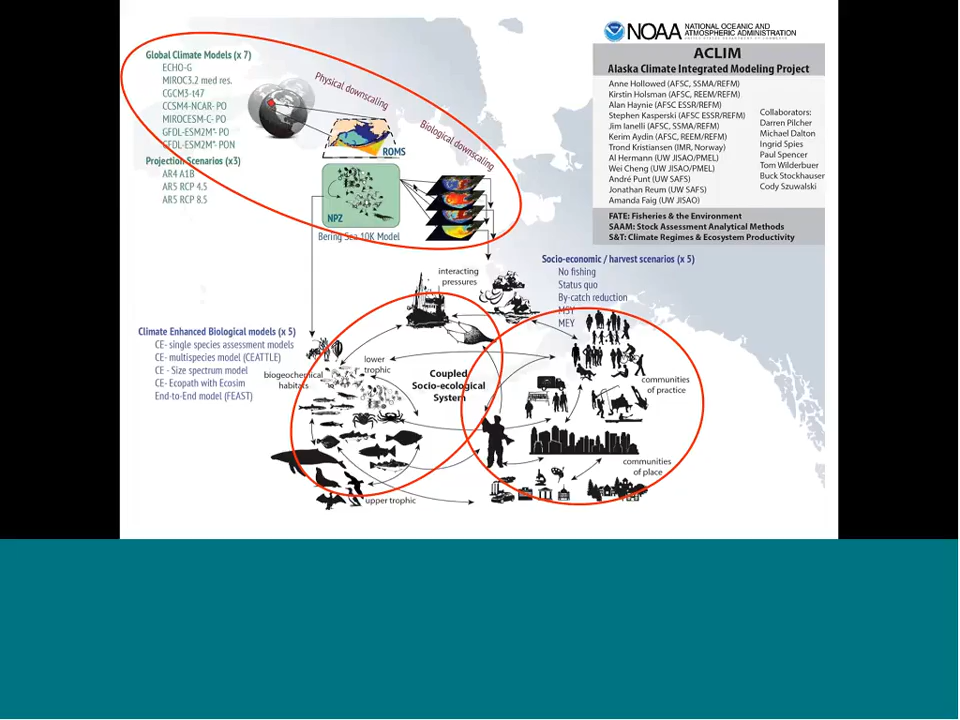 NOAA
NATIONAL OCEANIC AND
ATMOSPHERIC ADMINISTRATION
UNITED STATES DEPARTMENT OF COMMERCE
ACLIM
Alaska Climate Integrated Modeling Project
Anne Hollowed (AFSC, SSMA/REFM)
Kirstin Holsman (AFSC, REEM/REFM)
Alan Haynie (AFSC ESSR/REFM)
Stephen Kasperski (AFSC ESSR/REFM)
Jim Ianelli (AFSC, SSMA/REFM)
Kerim Aydin (AFSC, REEM/REFM)
Trond Kristiansen (IMR, Norway)
Al Hermann (UW JISAO/PMEL)
Wei Cheng (UW JISAO/PMEL)
André Punt (UW SAFS)
Jonathan Reum (UW SAFS)
Amanda Faig (UW JISAO)
Collaborators:
Darren Pilcher
Michael Dalton
Ingrid Spies
Paul Spencer
Tom Wilderbuer
Buck Stockhauser
Cody Szuwalski
FATE: Fisheries & the Environment
SAAM: Stock Assessment Analytical Methods
S&T: Climate Regimes & Ecosystem Productivity
Global Climate Models (x 7)
ECHO-G
MIROC3.2 med res.
CGCM3-t47
CCSM4-NCAR- PO
MIROCESM-C- PO
GFDL-ESM2M*- PO
GFDL-ESM2M*- PON
Projection Scenarios (x3)
AR4 A1B
AR5 RCP 4.5
AR5 RCP 8.5
Physical downscaling
Biological downscaling
ROMS
NPZ
Bering Sea 10K Model
Socio-economic / harvest scenarios (x 5)
No fishing
Status quo
By-catch reduction
MSY
MEY
interacting
pressures
Climate Enhanced Biological models (x 5)
CE- single species assessment models
CE- multispecies model (CEATTLE)
CE - Size spectrum model
CE- Ecopath with Ecosim
End-to-End model (FEAST)
biogeochemical
habitats
lower
trophic
Coupled
Socio-ecological
System
communities
of practice
communities
of place
upper trophic